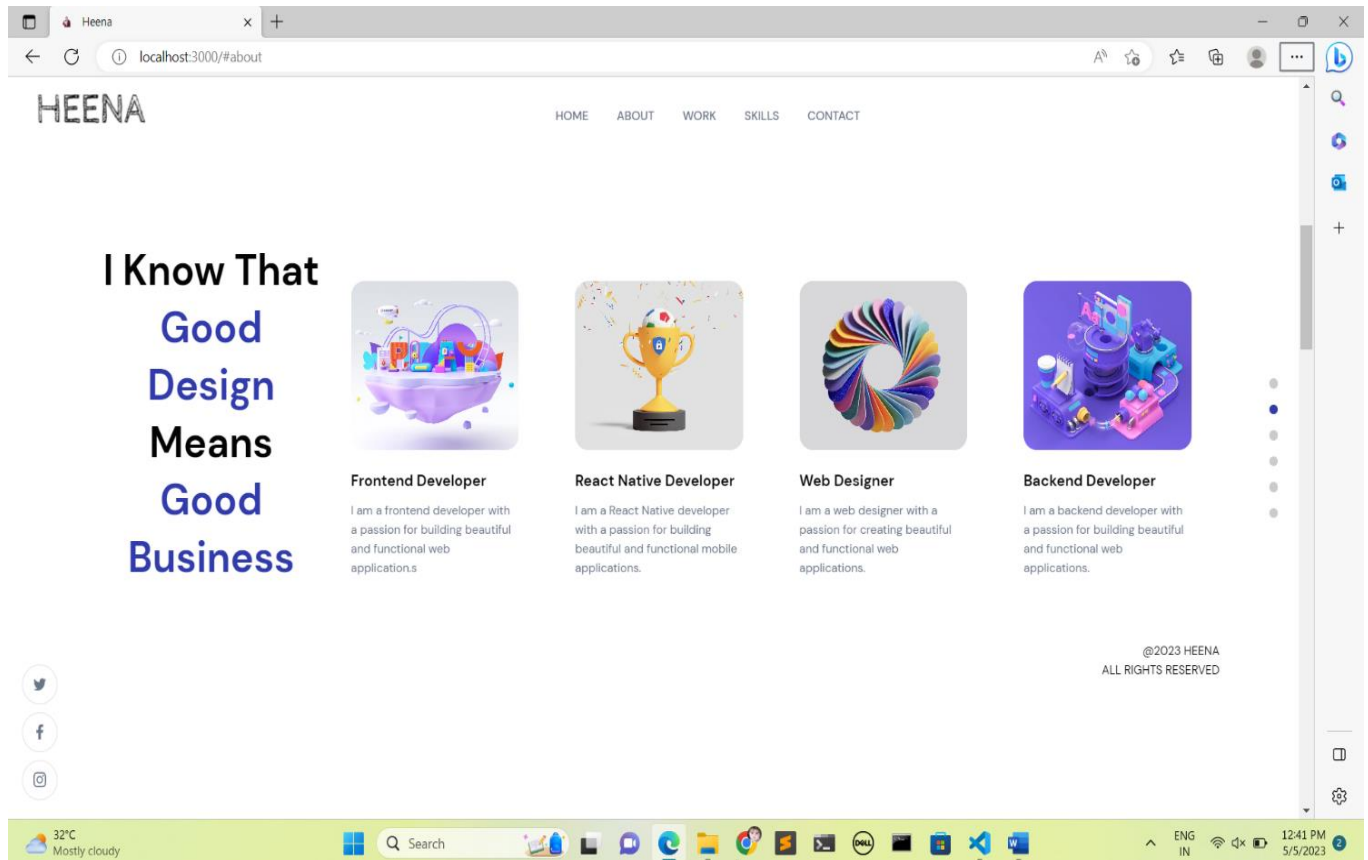 Heena
localhost:3000/#about
HEENA
HOME ABOUT WORK SKILLS CONTACT
I Know That
Good
Design
Means
Good
Business
Frontend Developer
I am a frontend developer with
a passion for building beautiful
and functional web
application.s
React Native Developer
I am a React Native developer
with a passion for building
beautiful and functional mobile
applications.
Web Designer
I am a web designer with a
passion for creating beautiful
and functional web
applications.
Backend Developer
I am a backend developer with
a passion for building beautiful
and functional web
applications.
@2023 HEENA
ALL RIGHTS RESERVED
32°C
Mostly cloudy
Search
DELL
ENG
IN
12:41 PM
5/5/2023
2